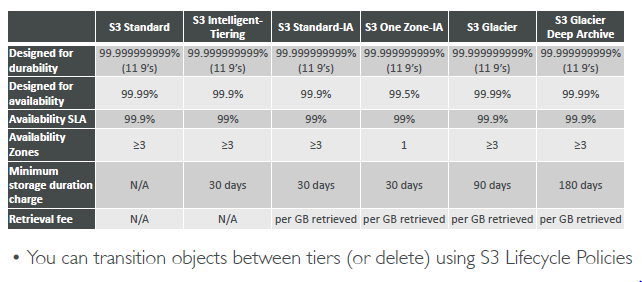 S3 Standard S3 Intelligent-Tiering S3 Standard-IA S3 One Zone-IA S3 Glacier S3 Glacier Deep Archive
Designed for durability 99.999999999% (11 9's) 99.999999999% (11 9's) 99.999999999% (11 9's) 99.999999999% (11 9's) 99.999999999% (11 9's) 99.999999999% (11 9's)
Designed for availability 99.99% 99.9% 99.9% 99.5% 99.99% 99.99%
Availability SLA 99.9% 99% 99% 99% 99.9% 99.9%
Availability Zones ≥3 ≥3 ≥3 1 ≥3 ≥3
Minimum storage duration charge N/A 30 days 30 days 30 days 90 days 180 days
Retrieval fee N/A N/A per GB retrieved per GB retrieved per GB retrieved per GB retrieved
• You can transition objects between tiers (or delete) using S3 Lifecycle Policies